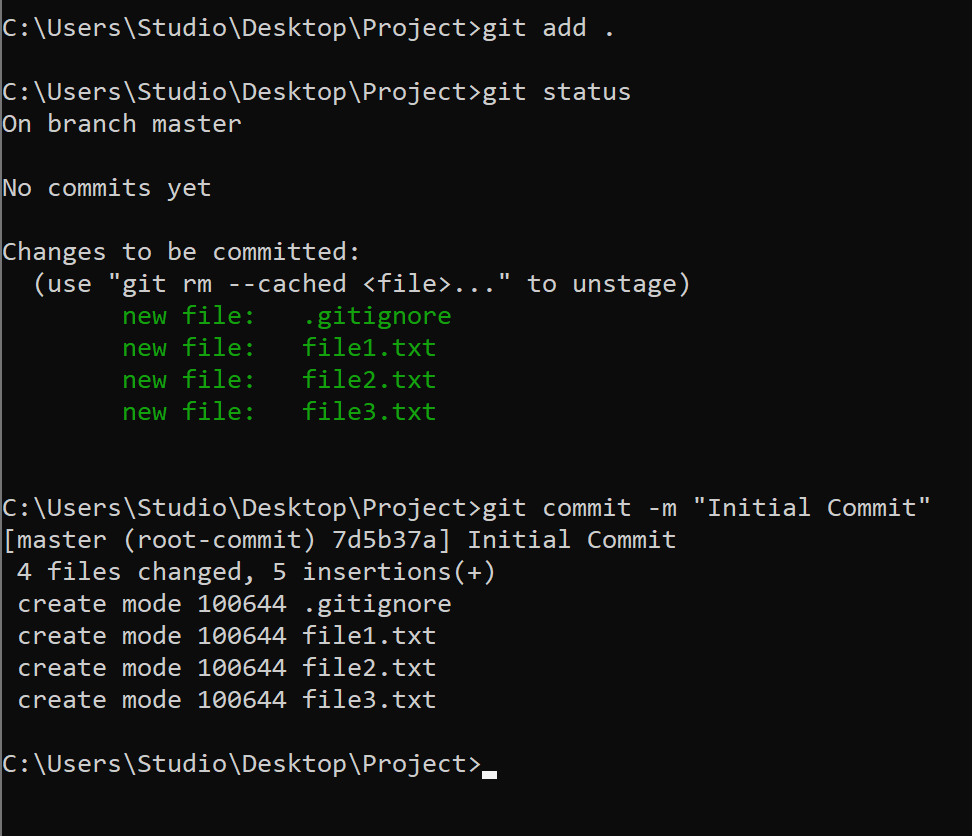 C:\Users\Studio\Desktop\Project>git add .
C:\Users\Studio\Desktop\Project>git status
On branch master
No commits yet
Changes to be committed:
  (use "git rm --cached <file>..." to unstage)
        new file:   .gitignore
        new file:   file1.txt
        new file:   file2.txt
        new file:   file3.txt
C:\Users\Studio\Desktop\Project>git commit -m "Initial Commit"
[master (root-commit) 7d5b37a] Initial Commit
 4 files changed, 5 insertions(+)
 create mode 100644 .gitignore
 create mode 100644 file1.txt
 create mode 100644 file2.txt
 create mode 100644 file3.txt
C:\Users\Studio\Desktop\Project>